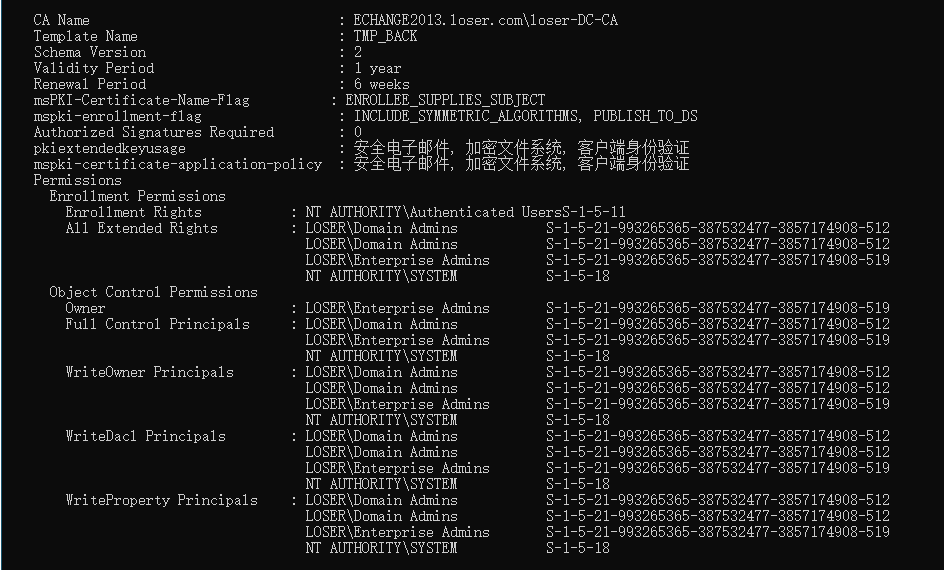 CA Name : ECHANGE2013.loser.com\loser-DC-CA
Template Name : TMP_BACK
Schema Version : 2
Validity Period : 1 year
Renewal Period : 6 weeks
msPKI-Certificate-Name-Flag : ENROLLEE_SUPPLIES_SUBJECT
mspki-enrollment-flag : INCLUDE_SYMMETRIC_ALGORITHMS, PUBLISH_TO_DS
Authorized Signatures Required : 0
pkiextendedkeyusage : 安全电子邮件, 加密文件系统, 客户端身份验证
mspki-certificate-application-policy : 安全电子邮件, 加密文件系统, 客户端身份验证
Permissions
Enrollment Permissions
Enrollment Rights : NT AUTHORITY\Authenticated UsersS-1-5-11
All Extended Rights : LOSER\Domain Admins S-1-5-21-993265365-387532477-3857174908-512
LOSER\Domain Admins S-1-5-21-993265365-387532477-3857174908-512
LOSER\Enterprise Admins S-1-5-21-993265365-387532477-3857174908-519
NT AUTHORITY\SYSTEM S-1-5-18
Object Control Permissions
Owner : LOSER\Enterprise Admins S-1-5-21-993265365-387532477-3857174908-519
Full Control Principals : LOSER\Domain Admins S-1-5-21-993265365-387532477-3857174908-512
LOSER\Enterprise Admins S-1-5-21-993265365-387532477-3857174908-519
NT AUTHORITY\SYSTEM S-1-5-18
WriteOwner Principals : LOSER\Domain Admins S-1-5-21-993265365-387532477-3857174908-512
LOSER\Domain Admins S-1-5-21-993265365-387532477-3857174908-512
LOSER\Enterprise Admins S-1-5-21-993265365-387532477-3857174908-519
NT AUTHORITY\SYSTEM S-1-5-18
WriteDacl Principals : LOSER\Domain Admins S-1-5-21-993265365-387532477-3857174908-512
LOSER\Domain Admins S-1-5-21-993265365-387532477-3857174908-512
LOSER\Enterprise Admins S-1-5-21-993265365-387532477-3857174908-519
NT AUTHORITY\SYSTEM S-1-5-18
WriteProperty Principals : LOSER\Domain Admins S-1-5-21-993265365-387532477-3857174908-512
LOSER\Domain Admins S-1-5-21-993265365-387532477-3857174908-512
LOSER\Enterprise Admins S-1-5-21-993265365-387532477-3857174908-519
NT AUTHORITY\SYSTEM S-1-5-18